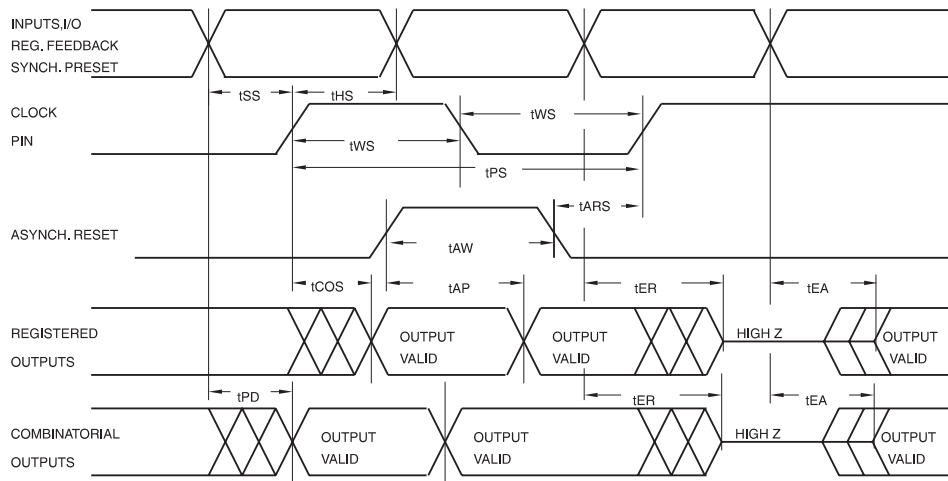 INPUTS,I/O
REG. FEEDBACK
SYNCH. PRESET
tSS
tHS
CLOCK
PIN
tWS
tWS
tPS
tARS
ASYNCH. RESET
tAW
tCOS
tAP
tER
tEA
REGISTERED
OUTPUTS
OUTPUT
VALID
OUTPUT
VALID
HIGH Z
OUTPUT
VALID
tPD
tER
tEA
COMBINATORIAL
OUTPUTS
OUTPUT
VALID
OUTPUT
VALID
HIGH Z
OUTPUT
VALID